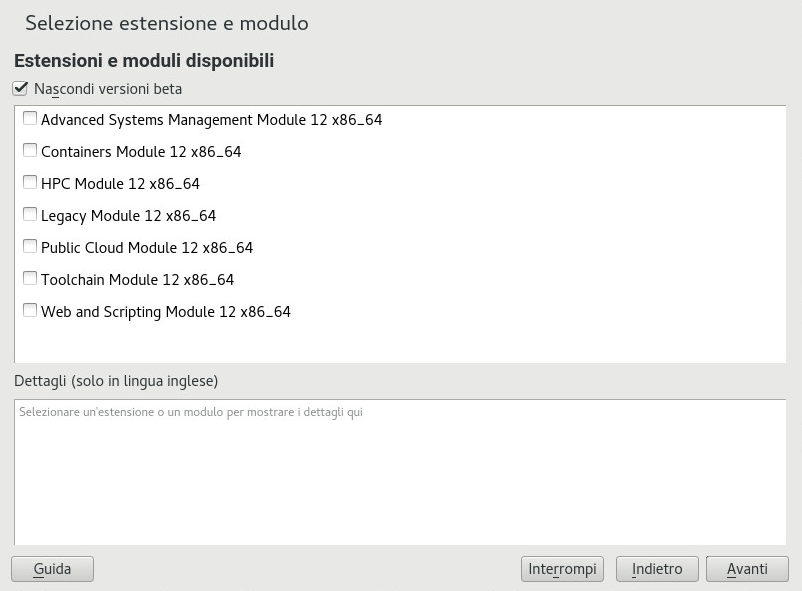 Selezione estensione e modulo
Estensioni e moduli disponibili
Nascondi versioni beta
Advanced Systems Management Module 12 x86_64
Containers Module 12 x86_64
HPC Module 12 x86_64
Legacy Module 12 x86_64
Public Cloud Module 12 x86_64
Toolchain Module 12 x86_64
Web and Scripting Module 12 x86_64
Dettagli (solo in lingua inglese)
Selezionare un'estensione o un modulo per mostrare i dettagli qui
Guida Interrompi Indietro Avanti